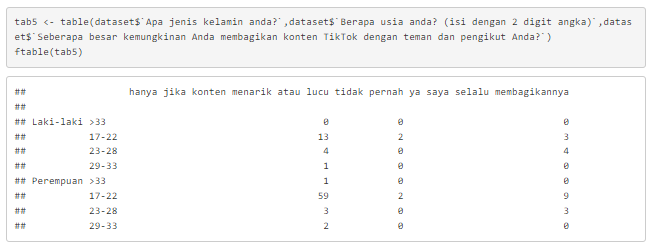 tab5 <- table(dataset$`Apa jenis kelamin anda?`,dataset$`Berapa usia anda? (isi dengan 2 digit angka)`,datas
et$`Seberapa besar kemungkinan Anda membagikan konten TikTok dengan teman dan pengikut Anda?`)
ftable(tab5)
##                 hanya jika konten menarik atau lucu tidak pernah ya saya selalu membagikannya
##
## Laki-laki >33                                     0            0                            0
##           17-22                                  13            2                            3
##           23-28                                   4            0                            4
##           29-33                                   1            0                            0
## Perempuan >33                                     1            0                            0
##           17-22                                  59            2                            9
##           23-28                                   3            0                            3
##           29-33                                   2            0                            0